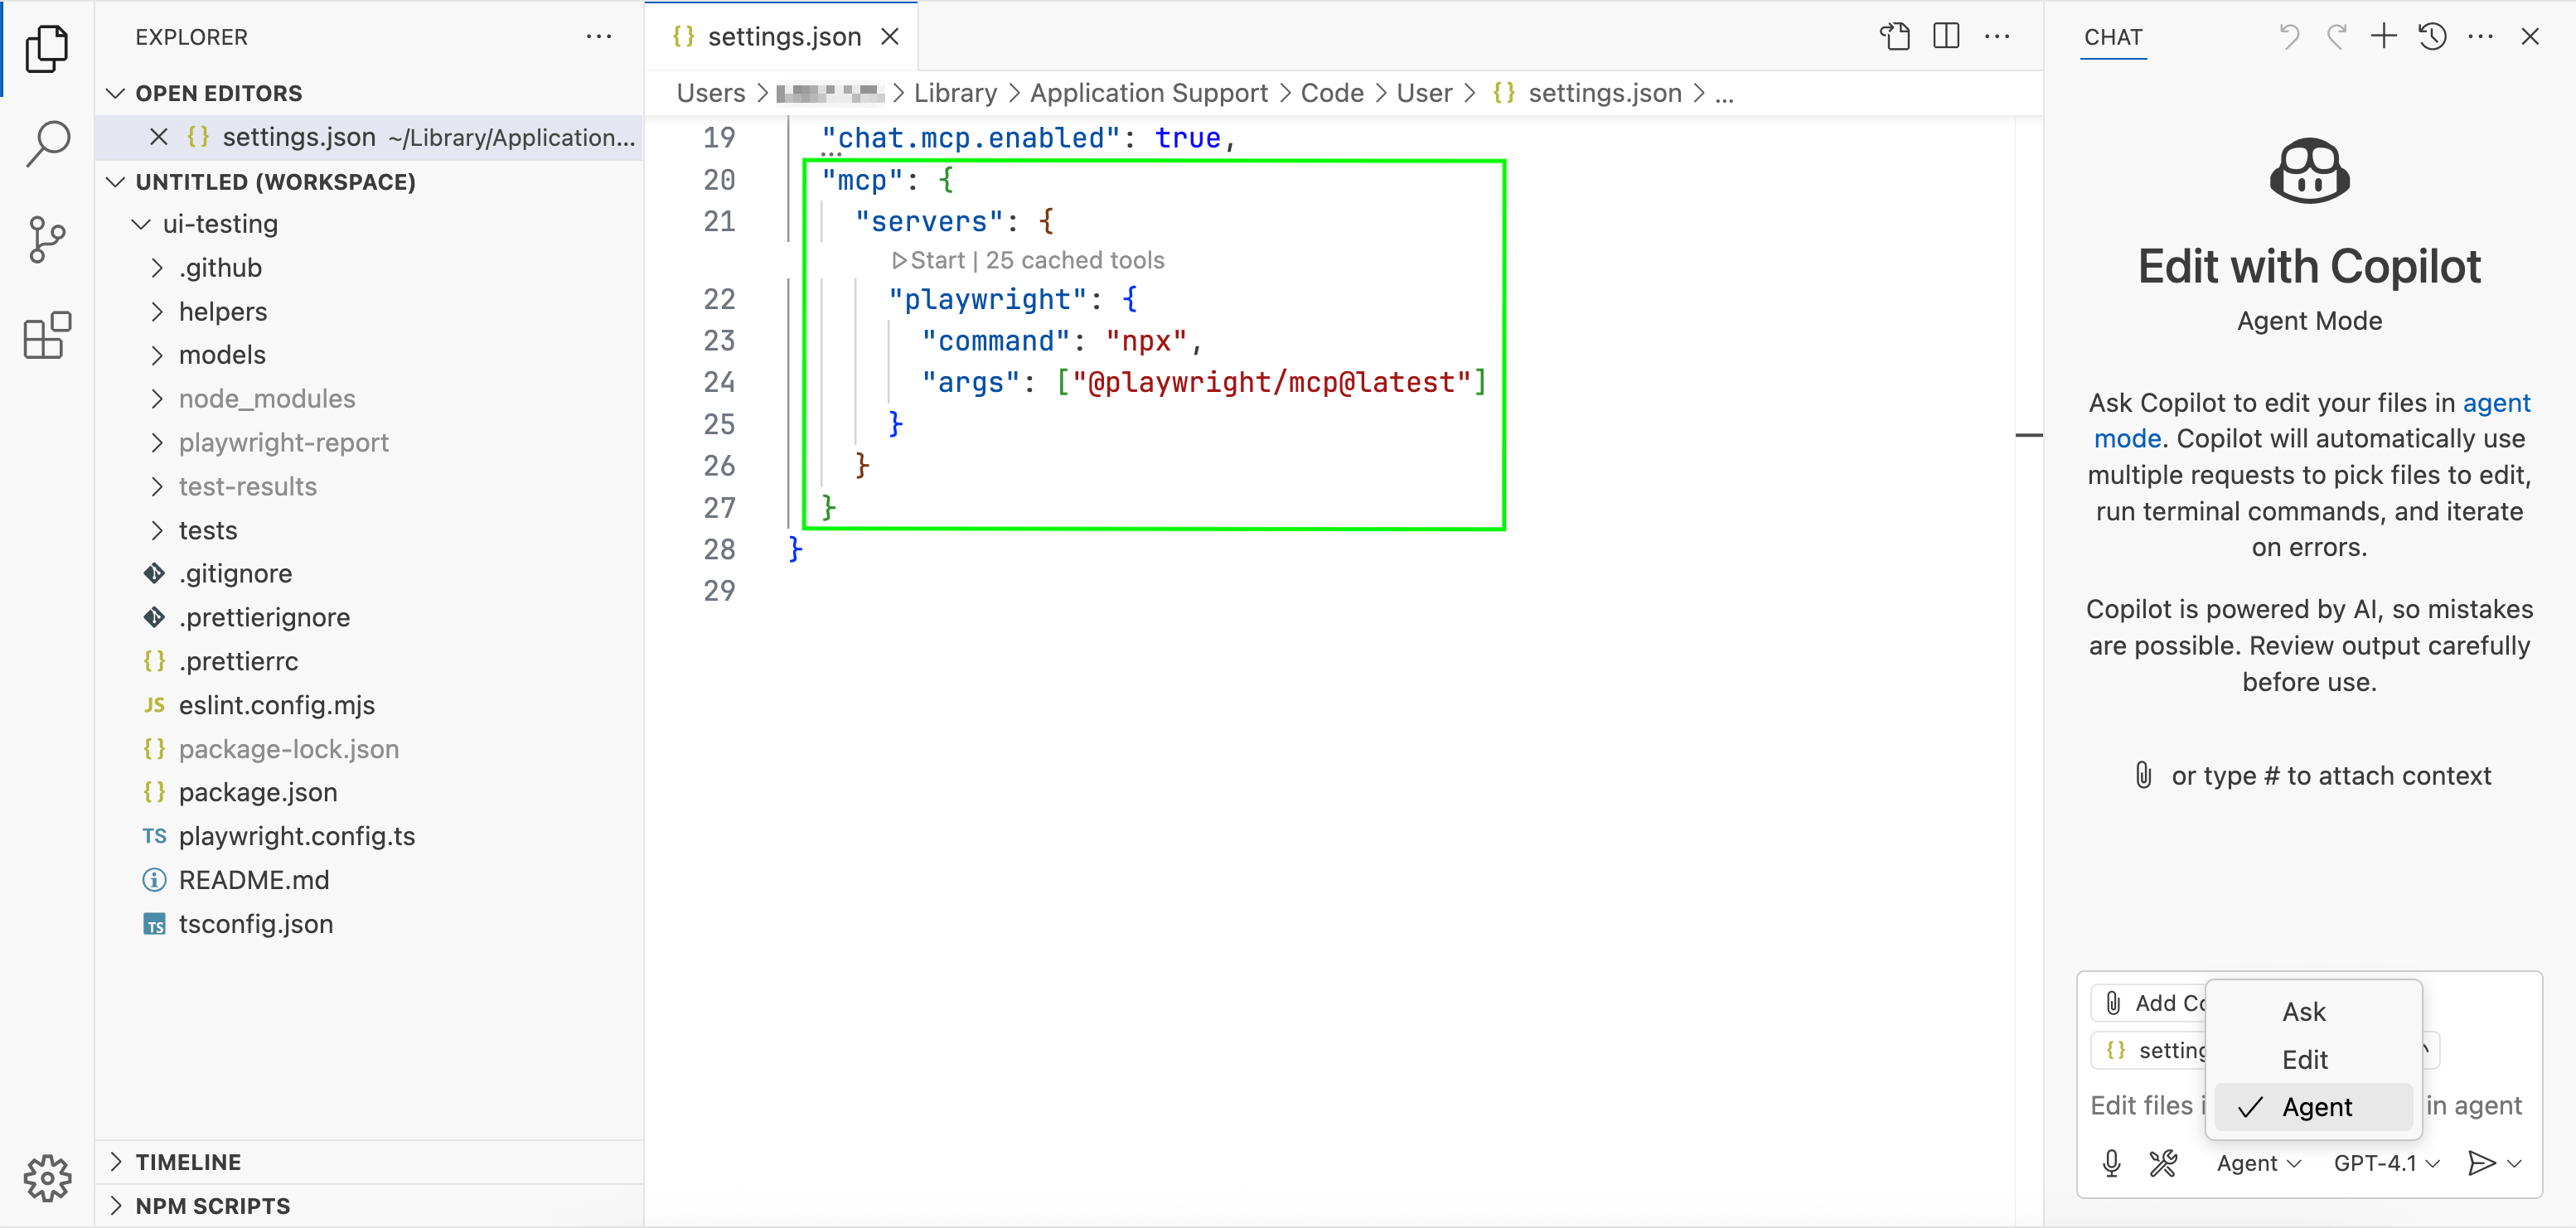 EXPLORER
OPEN EDITORS
{} settings.json ~/Library/Application...
UNTITLED (WORKSPACE)
ui-testing
.github
helpers
models
node_modules
playwright-report
test-results
tests
.gitignore
.prettierignore
{} .prettierrc
JS eslint.config.mjs
{} package-lock.json
{} package.json
TS playwright.config.ts
README.md
TS tsconfig.json
TIMELINE
NPM SCRIPTS
{} settings.json
Users > Library > Application Support > Code > User > {} settings.json > ...
19 "chat.mcp.enabled": true,
20 "mcp": {
21 "servers": {
Start | 25 cached tools
22 "playwright": {
23 "command": "npx",
24 "args": ["@playwright/mcp@latest"]
25 }
26 }
27 }
28 }
29
CHAT
Edit with Copilot
Agent Mode
Ask Copilot to edit your files in agent
mode. Copilot will automatically use
multiple requests to pick files to edit,
run terminal commands, and iterate
on errors.
Copilot is powered by AI, so mistakes
are possible. Review output carefully
before use.
or type # to attach context
Add
{}
Edit files in agent
Ask
Edit
Agent
Agent GPT-4.1